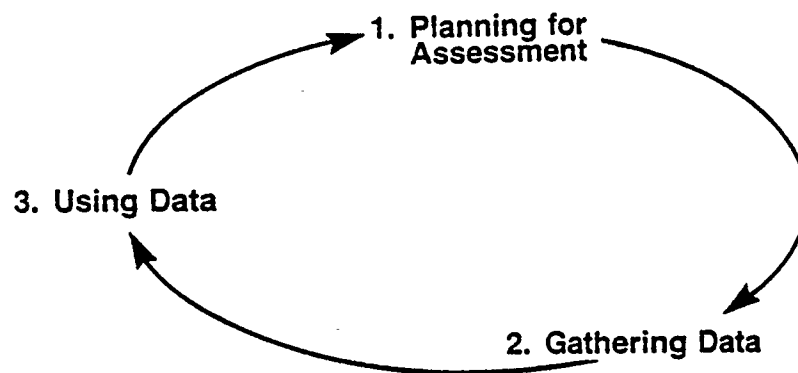 1. Planning for
Assessment
3. Using Data
2. Gathering Data